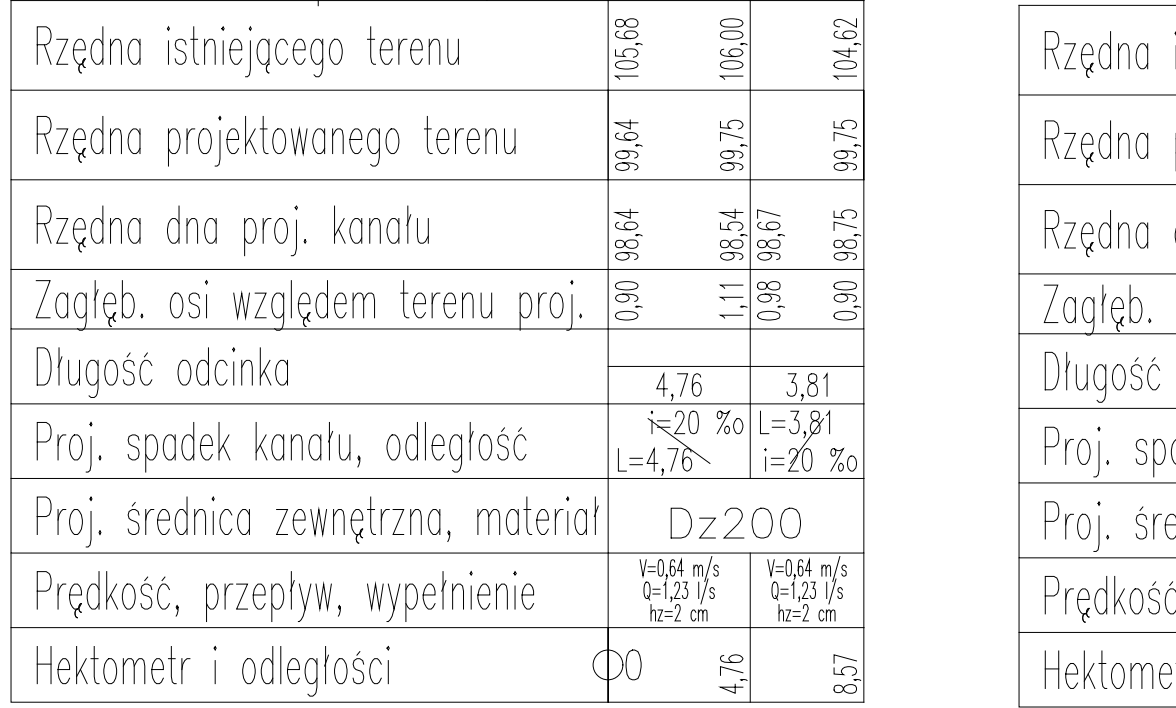 Rzędna istniejącego terenu 105,68 106,00 104,62
Rzędna projektowanego terenu 99,64 99,75 99,75
Rzędna dna proj. kanału 98,64 98,54 98,67 98,75
Zagłęb. osi względem terenu proj. 0,90 1,11 0,98 0,90
Długość odcinka 4,76 3,81
Proj. spadek kanału, odległość
i=20 ‰ L=3,81
L=4,76 i=20 ‰
Proj. średnica zewnętrzna, materiał Dz200
Prędkość, przepływ, wypełnienie
V=0,64 m/s V=0,64 m/s
Q=1,23 l/s Q=1,23 l/s
hz=2 cm hz=2 cm
Hektometr i odległości 0 4,76 8,57
Rzędna
Rzędna
Rzędna
Zagłęb.
Długość
Proj.
Proj.